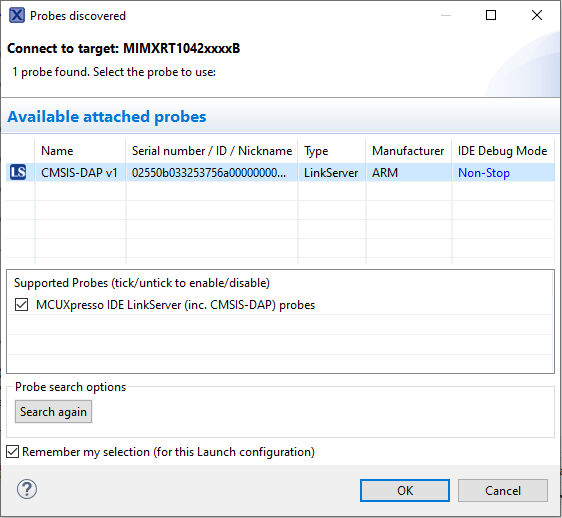 Probes discovered
Connect to target: MIMXRT1042xxxxB
1 probe found. Select the probe to use:
Available attached probes
Name Serial number / ID / Nickname Type Manufacturer IDE Debug Mode
LS CMSIS-DAP v1 02550b033253756a00000000... LinkServer ARM Non-Stop
Supported Probes (tick/untick to enable/disable)
MCUXpresso IDE LinkServer (inc. CMSIS-DAP) probes
Probe search options
Search again
Remember my selection (for this Launch configuration)
? OK Cancel